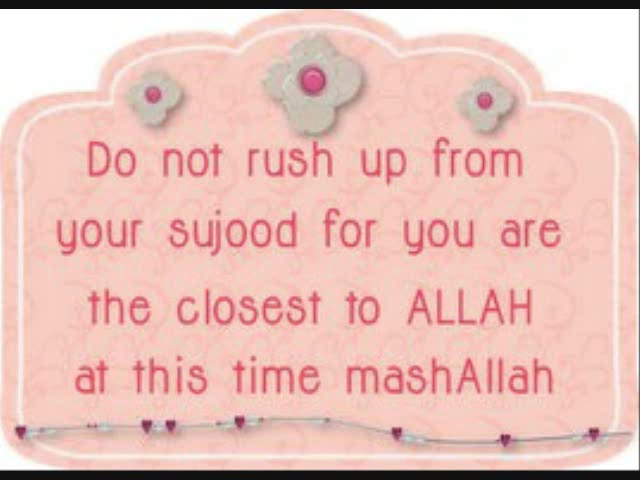 Do not rush up from
your sujood for you are
the closest to ALLAH
at this time mashAllah